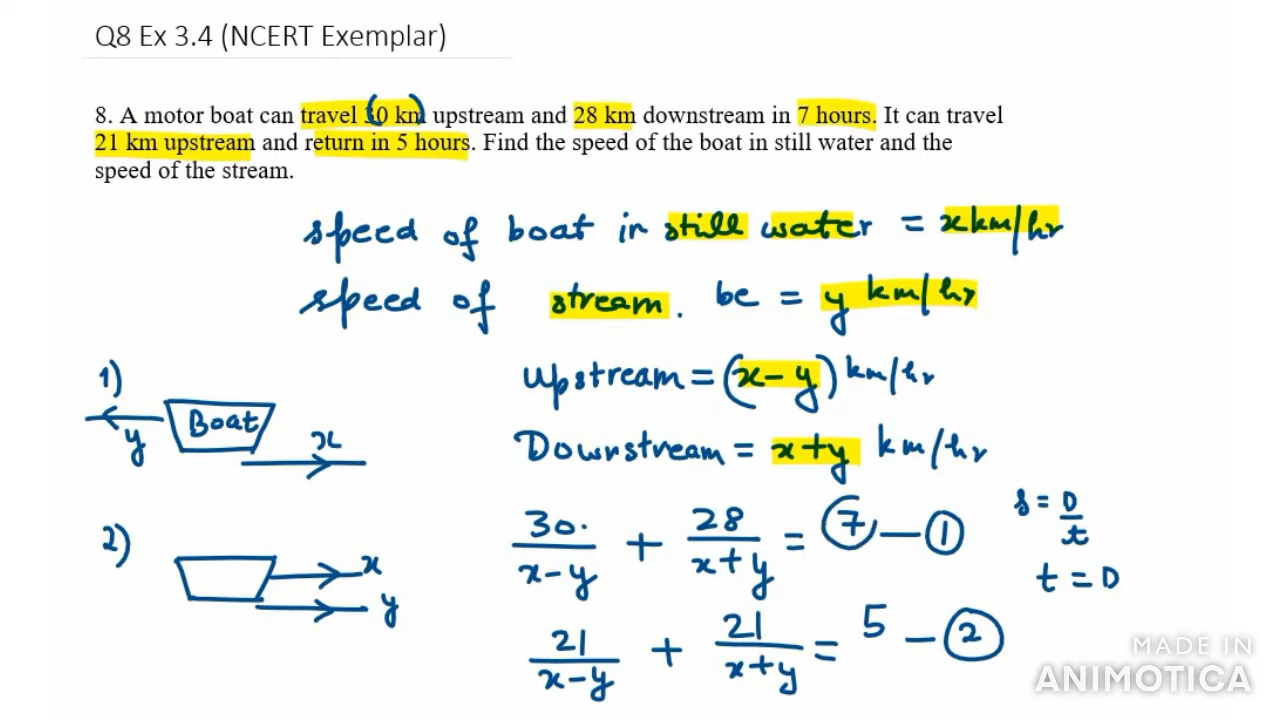 Q8 Ex 3.4 (NCERT Exemplar)
8. A motor boat can travel 30 km upstream and 28 km downstream in 7 hours. It can travel
21 km upstream and return in 5 hours. Find the speed of the boat in still water and the
speed of the stream.
speed of boat in still water = x km/hr
speed of stream. be = y km/hr
1)
Boat
y
x
upstream = (x-y) km/hr
Downstream = x+y km/hr
2)
x
y
30/(x-y) + 28/(x+y) = 7 — 1
21/(x-y) + 21/(x+y) = 5 — 2
s = D/t
t = D
MADE IN
ANIMOTICA